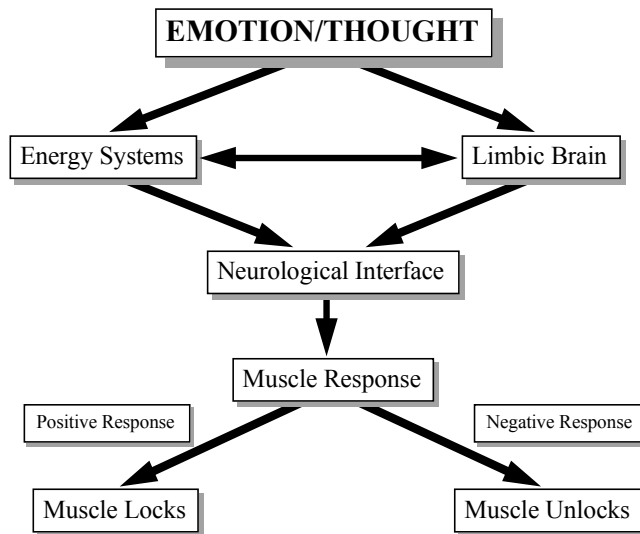 EMOTION/THOUGHT
Energy Systems
Limbic Brain
Neurological Interface
Muscle Response
Positive Response
Negative Response
Muscle Locks
Muscle Unlocks